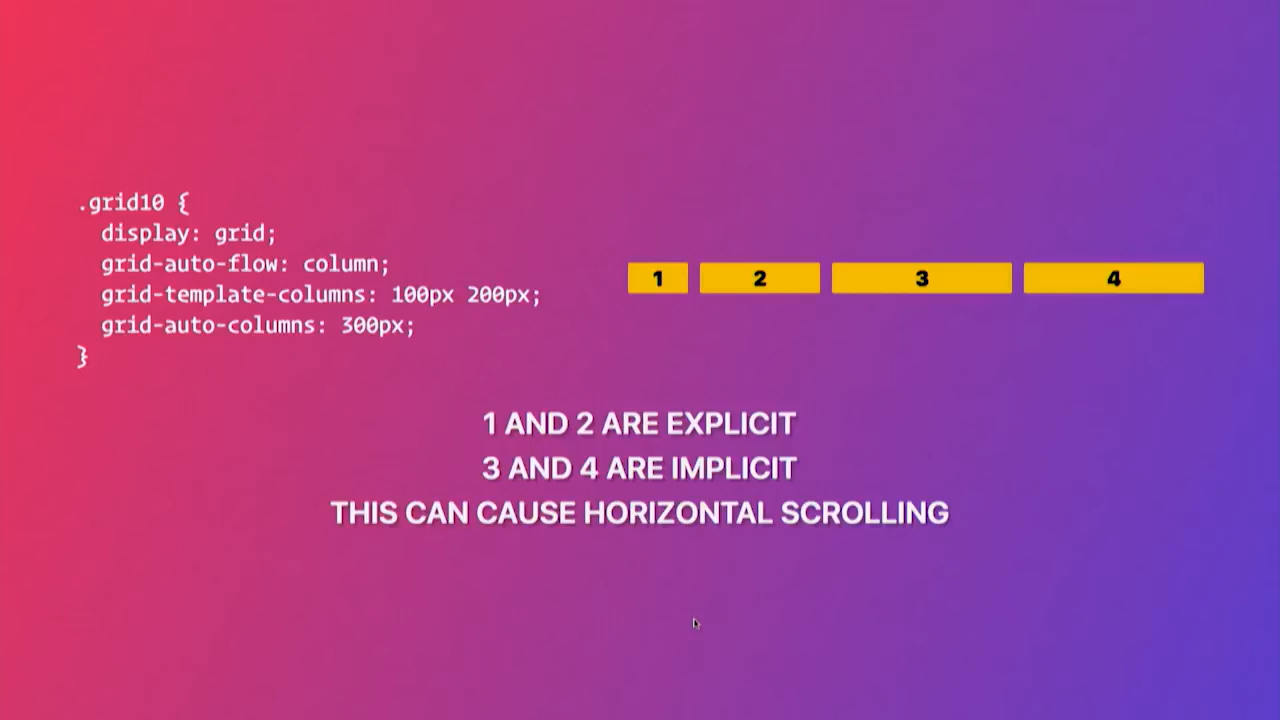 .grid10 {
display: grid;
grid-auto-flow: column;
grid-template-columns: 100px 200px;
grid-auto-columns: 300px;
}
1 2 3 4
1 AND 2 ARE EXPLICIT
3 AND 4 ARE IMPLICIT
THIS CAN CAUSE HORIZONTAL SCROLLING